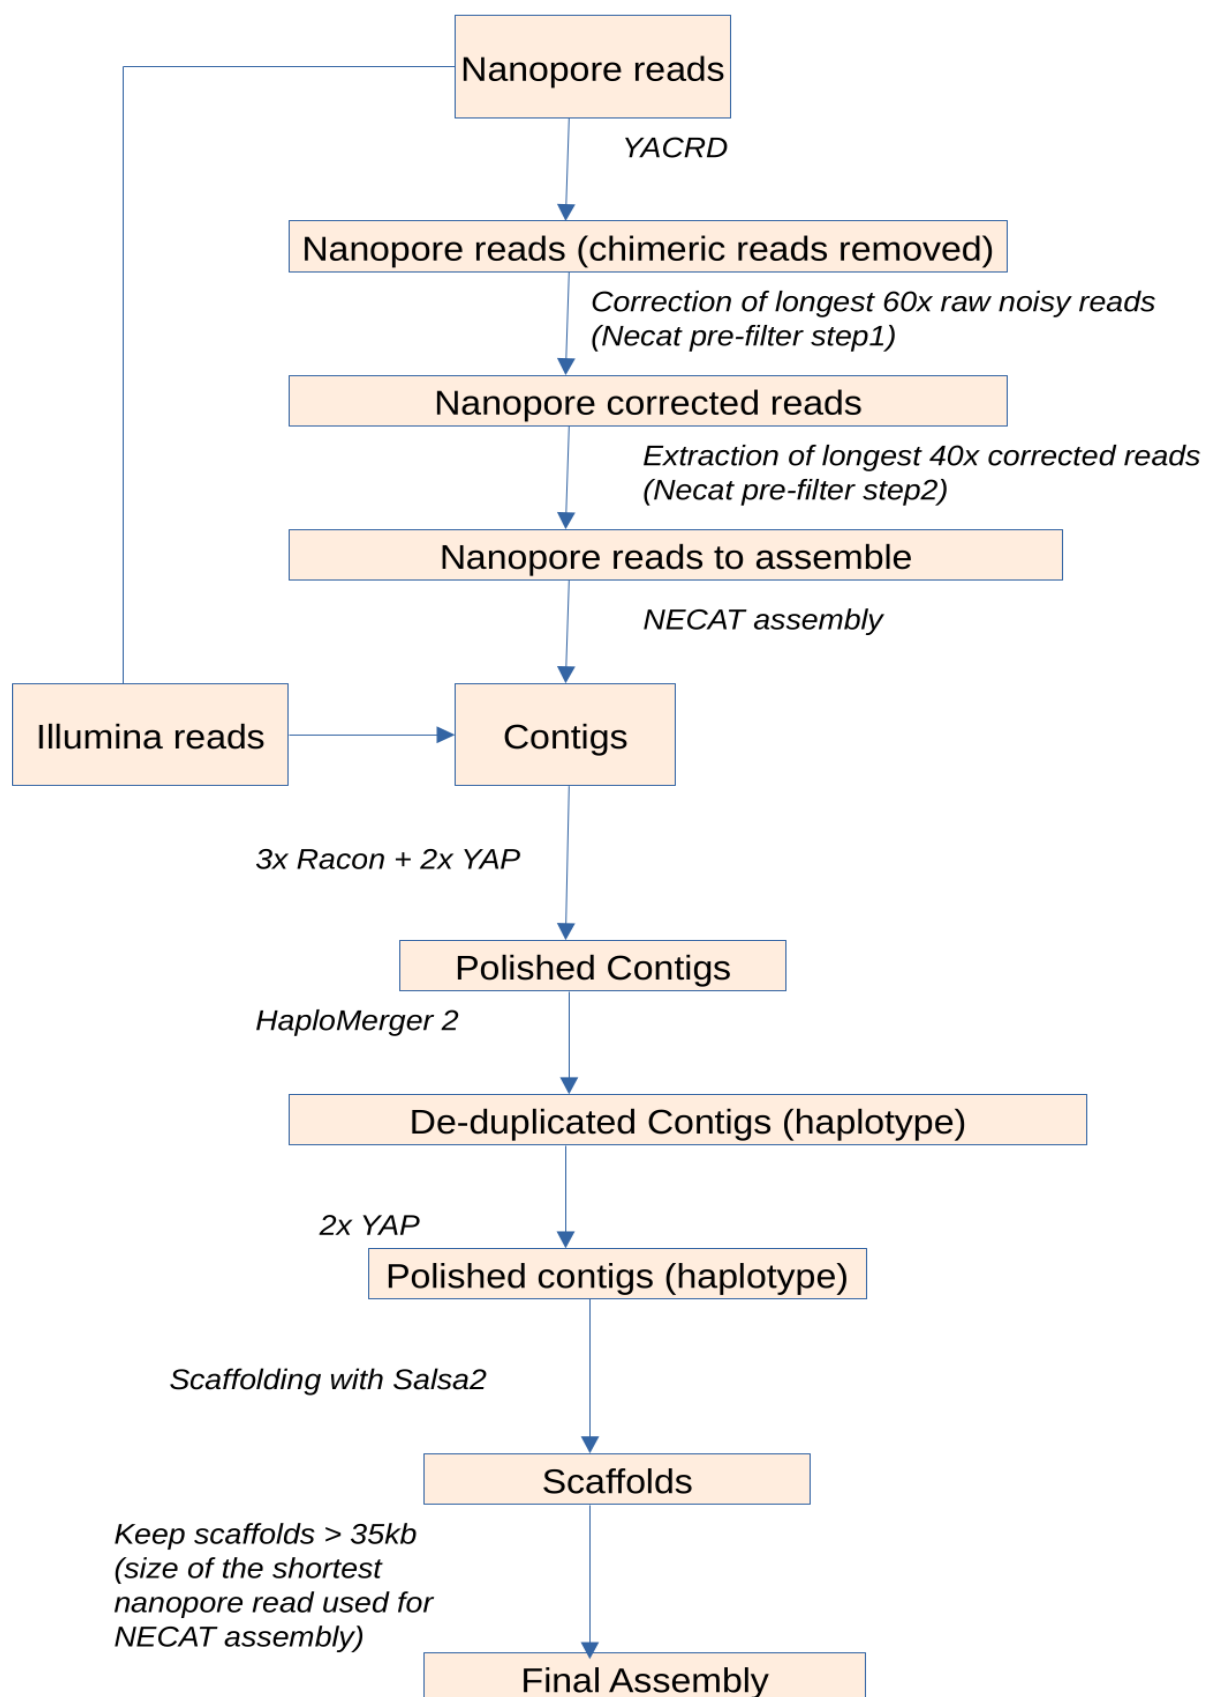 Nanopore reads
YACRD
Nanopore reads (chimeric reads removed)
Correction of longest 60x raw noisy reads
(Necat pre-filter step1)
Nanopore corrected reads
Extraction of longest 40x corrected reads
(Necat pre-filter step2)
Nanopore reads to assemble
NECAT assembly
Illumina reads
Contigs
3x Racon + 2x YAP
Polished Contigs
HaploMerger 2
De-duplicated Contigs (haplotype)
2x YAP
Polished contigs (haplotype)
Scaffolding with Salsa2
Scaffolds
Keep scaffolds > 35kb
(size of the shortest
nanopore read used for
NECAT assembly)
Final Assembly